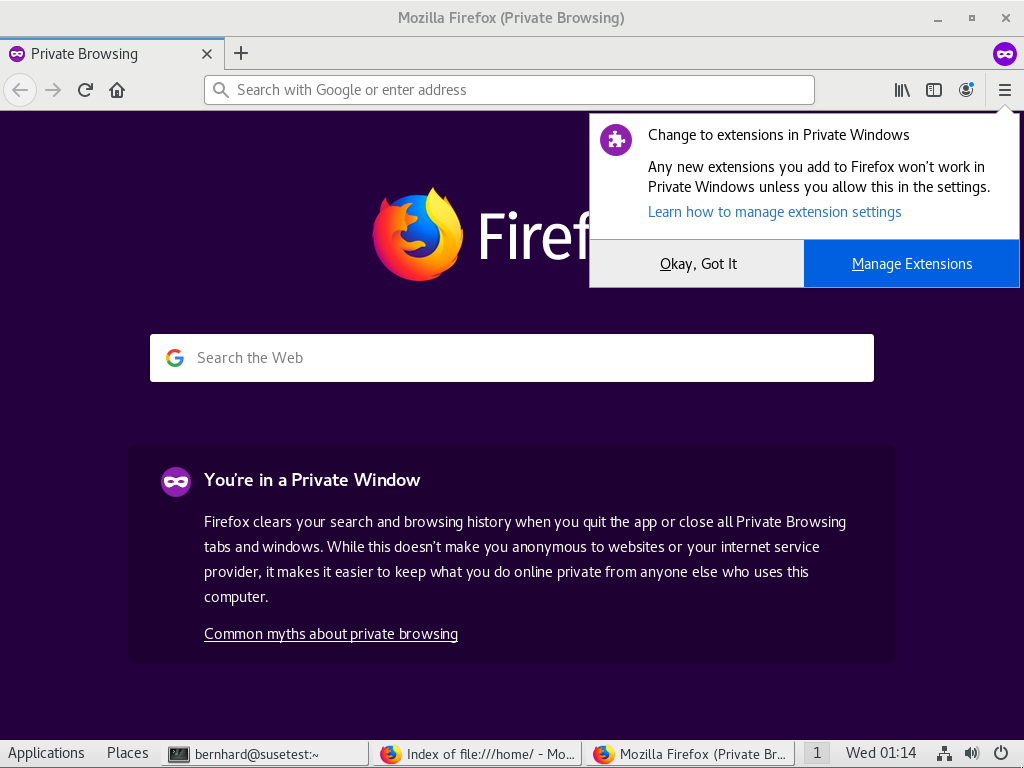 Mozilla Firefox (Private Browsing)
Private Browsing
Search with Google or enter address
Change to extensions in Private Windows
Any new extensions you add to Firefox won't work in
Private Windows unless you allow this in the settings.
Learn how to manage extension settings
Okay, Got It
Manage Extensions
Firef
Search the Web
You're in a Private Window
Firefox clears your search and browsing history when you quit the app or close all Private Browsing
tabs and windows. While this doesn't make you anonymous to websites or your internet service
provider, it makes it easier to keep what you do online private from anyone else who uses this
computer.
Common myths about private browsing
Applications Places bernhard@susetest:~ Index of file:///home/ - Mo... Mozilla Firefox (Private Br... 1 Wed 01:14